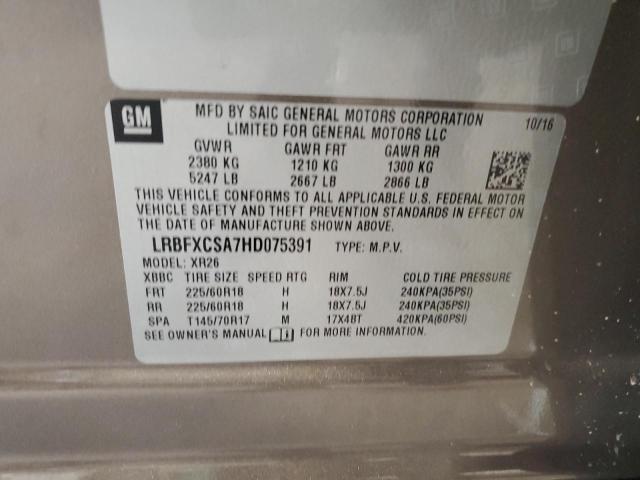 GM
MFD BY SAIC GENERAL MOTORS CORPORATION
LIMITED FOR GENERAL MOTORS LLC
10/16
GVWR GAWR FRT GAWR RR
2380 KG 1210 KG 1300 KG
5247 LB 2667 LB 2866 LB
THIS VEHICLE CONFORMS TO ALL APPLICABLE U.S. FEDERAL MOTOR
VEHICLE SAFETY AND THEFT PREVENTION STANDARDS IN EFFECT ON
THE DATE OF MANUFACTURE SHOWN ABOVE.
LRBFXCSA7HD075391 TYPE: M.P.V.
MODEL: XR26
XBBC TIRE SIZE SPEED RTG RIM COLD TIRE PRESSURE
FRT 225/60R18 H 18X7.5J 240KPA(35PSI)
RR 225/60R18 H 18X7.5J 240KPA(35PSI)
SPA T145/70R17 M 17X4BT 420KPA(60PSI)
SEE OWNER'S MANUAL FOR MORE INFORMATION.